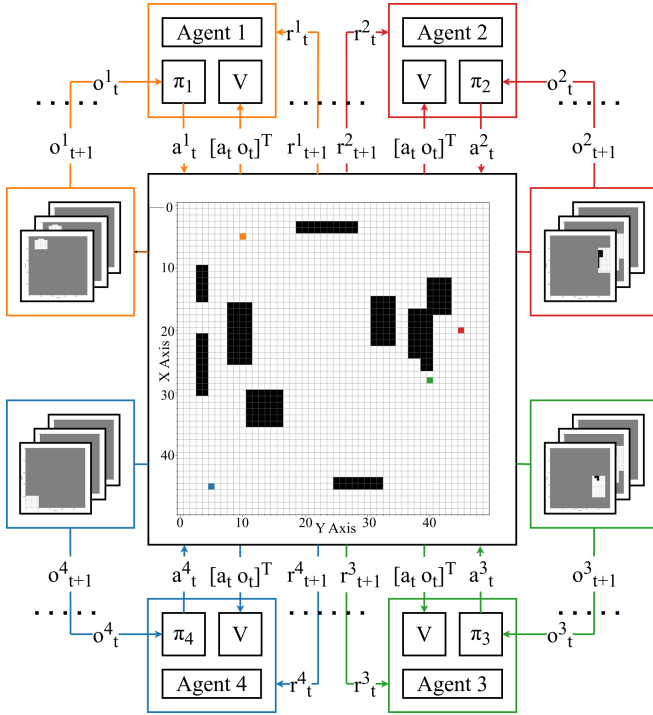 Agent 1
r¹ₜ
r²ₜ
Agent 2
o¹ₜ
π₁
V
V
π₂
o²ₜ
o¹ₜ₊₁
a¹ₜ
[aₜ oₜ]ᵀ
r¹ₜ₊₁
r²ₜ₊₁
[aₜ oₜ]ᵀ
a²ₜ
o²ₜ₊₁
0
10
20
30
40
X Axis
0
10
20
30
40
Y Axis
o⁴ₜ₊₁
a⁴ₜ
[aₜ oₜ]ᵀ
r⁴ₜ₊₁
r³ₜ₊₁
[aₜ oₜ]ᵀ
a³ₜ
o³ₜ₊₁
o⁴ₜ
π₄
V
V
π₃
o³ₜ
Agent 4
r⁴ₜ
r³ₜ
Agent 3